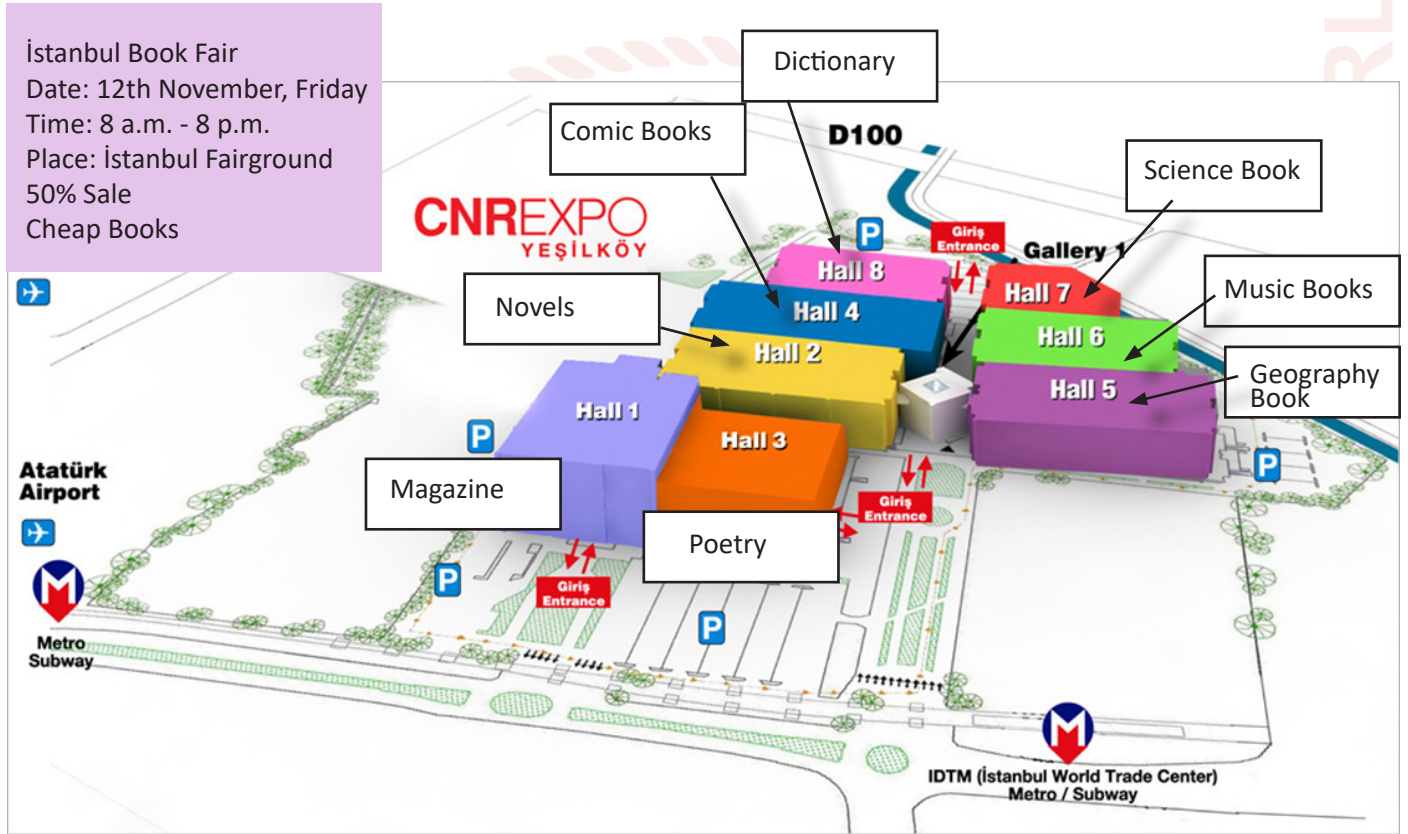 İstanbul Book Fair
Date: 12th November, Friday
Time: 8 a.m. - 8 p.m.
Place: İstanbul Fairground
50% Sale
Cheap Books
RL
Dictionary
Comic Books
D100
Science Book
CNREXPO
YEŞİLKÖY
P
Giriş
Entrance
Gallery 1
Hall 8
Hall 7
Music Books
Novels
Hall 4
Hall 6
Hall 2
Geography
Book
Hall 5
Hall 1
Hall 3
P
P
Atatürk
Airport
Magazine
Giriş
Entrance
Poetry
P
Giriş
Entrance
P
M
Metro
Subway
M
IDTM (İstanbul World Trade Center)
Metro / Subway